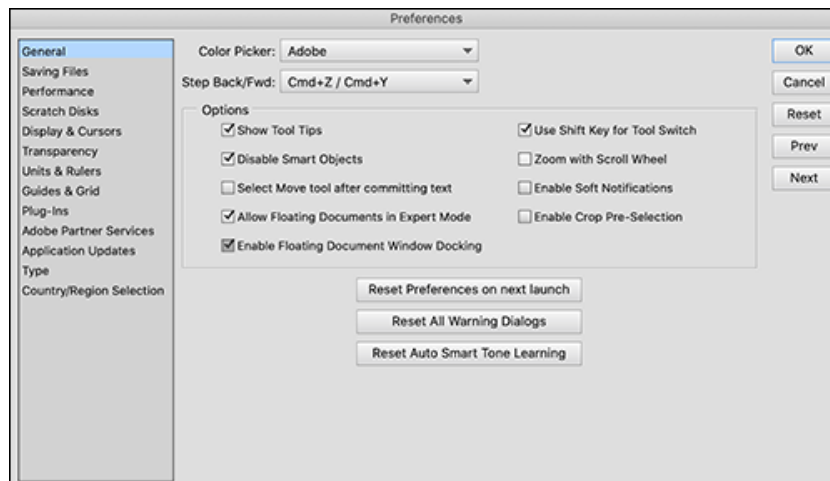 Preferences
General
Saving Files
Performance
Scratch Disks
Display & Cursors
Transparency
Units & Rulers
Guides & Grid
Plug-Ins
Adobe Partner Services
Application Updates
Type
Country/Region Selection
Color Picker: Adobe
Step Back/Fwd: Cmd+Z / Cmd+Y
Options
Show Tool Tips
Disable Smart Objects
Select Move tool after committing text
Allow Floating Documents in Expert Mode
Enable Floating Document Window Docking
Use Shift Key for Tool Switch
Zoom with Scroll Wheel
Enable Soft Notifications
Enable Crop Pre-Selection
Reset Preferences on next launch
Reset All Warning Dialogs
Reset Auto Smart Tone Learning
OK
Cancel
Reset
Prev
Next